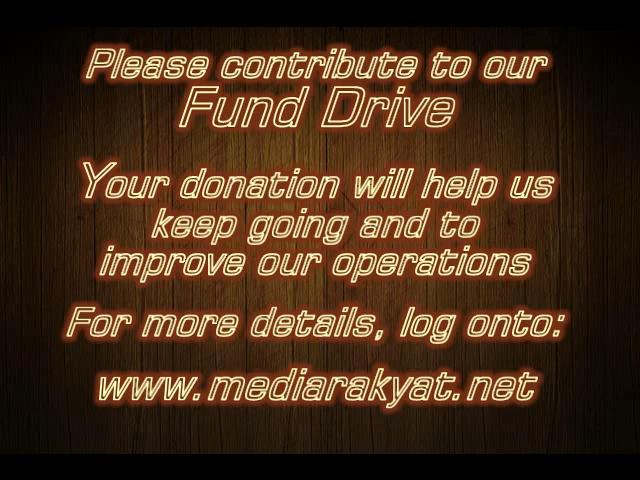 Please contribute to our
Fund Drive
Your donation will help us
keep going and to
improve our operations
For more details, log onto:
www.mediarakyat.net